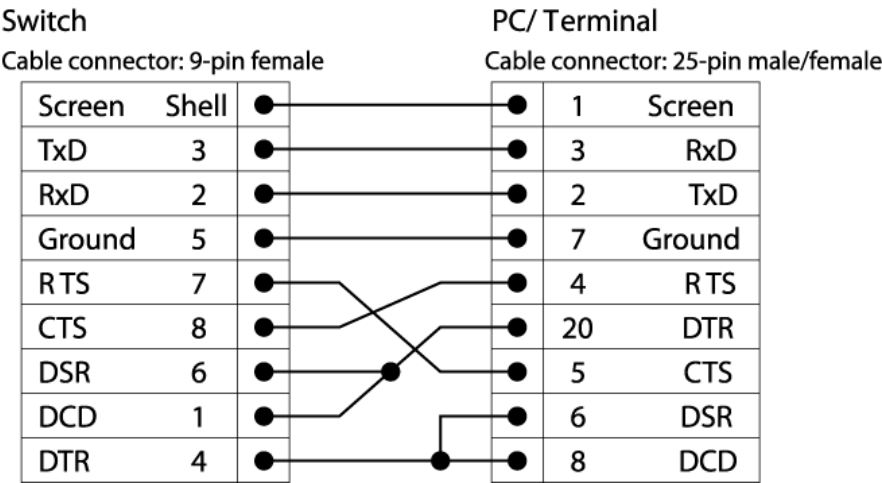 Switch PC/ Terminal
Cable connector: 9-pin female Cable connector: 25-pin male/female
Screen Shell 1 Screen
TxD 3 3 RxD
RxD 2 2 TxD
Ground 5 7 Ground
RTS 7 4 RTS
CTS 8 20 DTR
DSR 6 5 CTS
DCD 1 6 DSR
DTR 4 8 DCD